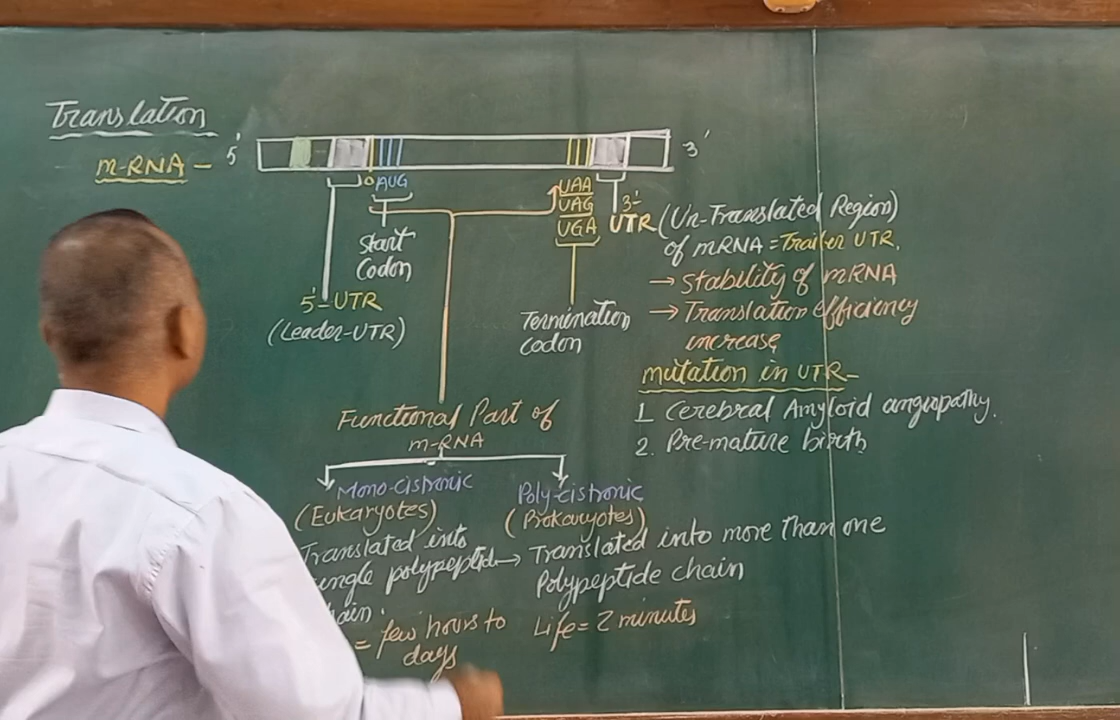 Translation
m-RNA - 5' 3'
AUG
Start
Codon
5'-UTR
(Leader-UTR)
UAA
UAG
UGA
Termination
codon
3'-
UTR (Un-Translated Region)
of mRNA = Trailer UTR.
→ Stability of mRNA
→ Translation efficiency
increase
Mutation in UTR-
1. Cerebral Amyloid angiopathy.
2. Pre-mature birth
Functional Part of
m-RNA
Mono-cistronic
(Eukaryotes)
Translated into
single polypeptide
chain.
= few hours to
days
Poly-cistronic
(Prokaryotes)
→ Translated into more than one
Polypeptide chain
Life = 2 minutes